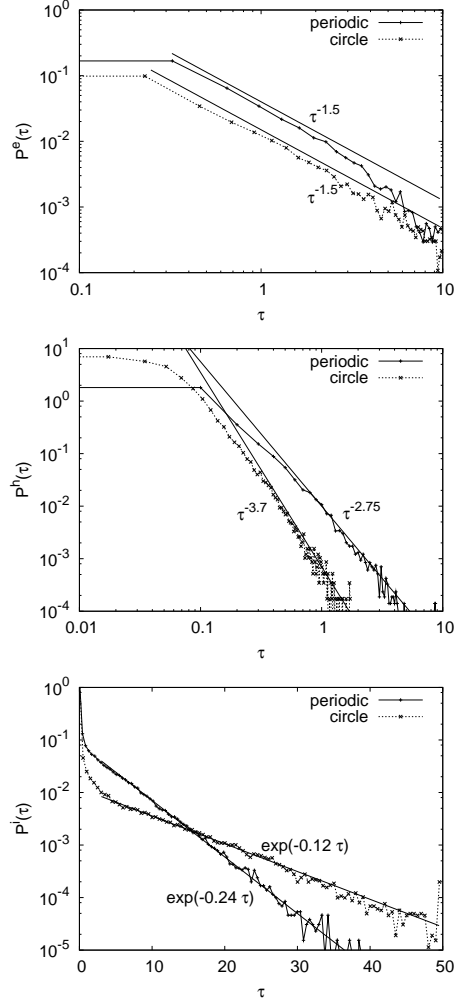 10^0
periodic
circle
10^-1
τ^-1.5
P^e(τ)
10^-2
10^-3
τ^-1.5
10^-4
0.1 1 10
τ
10^1
periodic
circle
10^0
10^-1
P^h(τ)
10^-2
τ^-3.7 τ^-2.75
10^-3
10^-4
0.01 0.1 1 10
τ
10^0
periodic
circle
10^-1
10^-2
P^i(τ)
10^-3
exp(-0.12 τ)
10^-4
exp(-0.24 τ)
10^-5
0 10 20 30 40 50
τ